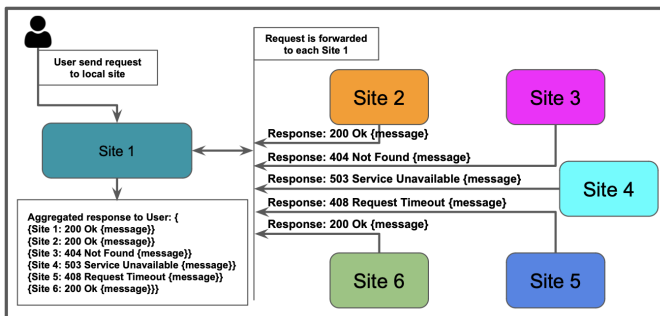 User send request
to local site
Request is forwarded
to each Site 1
Site 2
Site 3
Response: 200 Ok {message}
Site 1
Response: 404 Not Found {message}
Response: 503 Service Unavailable {message}
Site 4
Response: 408 Request Timeout {message}
Response: 200 Ok {message}
Aggregated response to User: {
{Site 1: 200 Ok {message}}
{Site 2: 200 Ok {message}}
{Site 3: 404 Not Found {message}}
{Site 4: 503 Service Unavailable {message}}
{Site 5: 408 Request Timeout {message}}
{Site 6: 200 Ok {message}}}
Site 6
Site 5